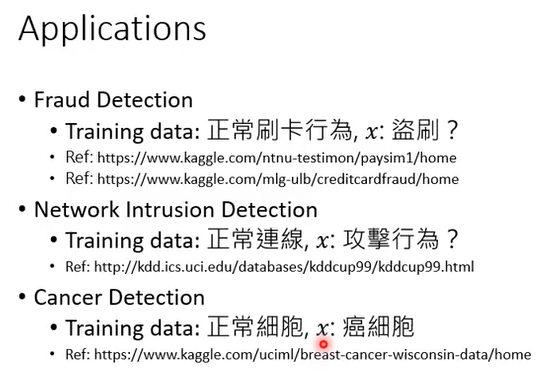 Applications
• Fraud Detection
• Training data: 正常刷卡行為, x: 盜刷？
• Ref: https://www.kaggle.com/ntnu-testimon/paysim1/home
• Ref: https://www.kaggle.com/mlg-ulb/creditcardfraud/home
• Network Intrusion Detection
• Training data: 正常連線, x: 攻擊行為？
• Ref: http://kdd.ics.uci.edu/databases/kddcup99/kddcup99.html
• Cancer Detection
• Training data: 正常細胞, x: 癌細胞
• Ref: https://www.kaggle.com/uciml/breast-cancer-wisconsin-data/home